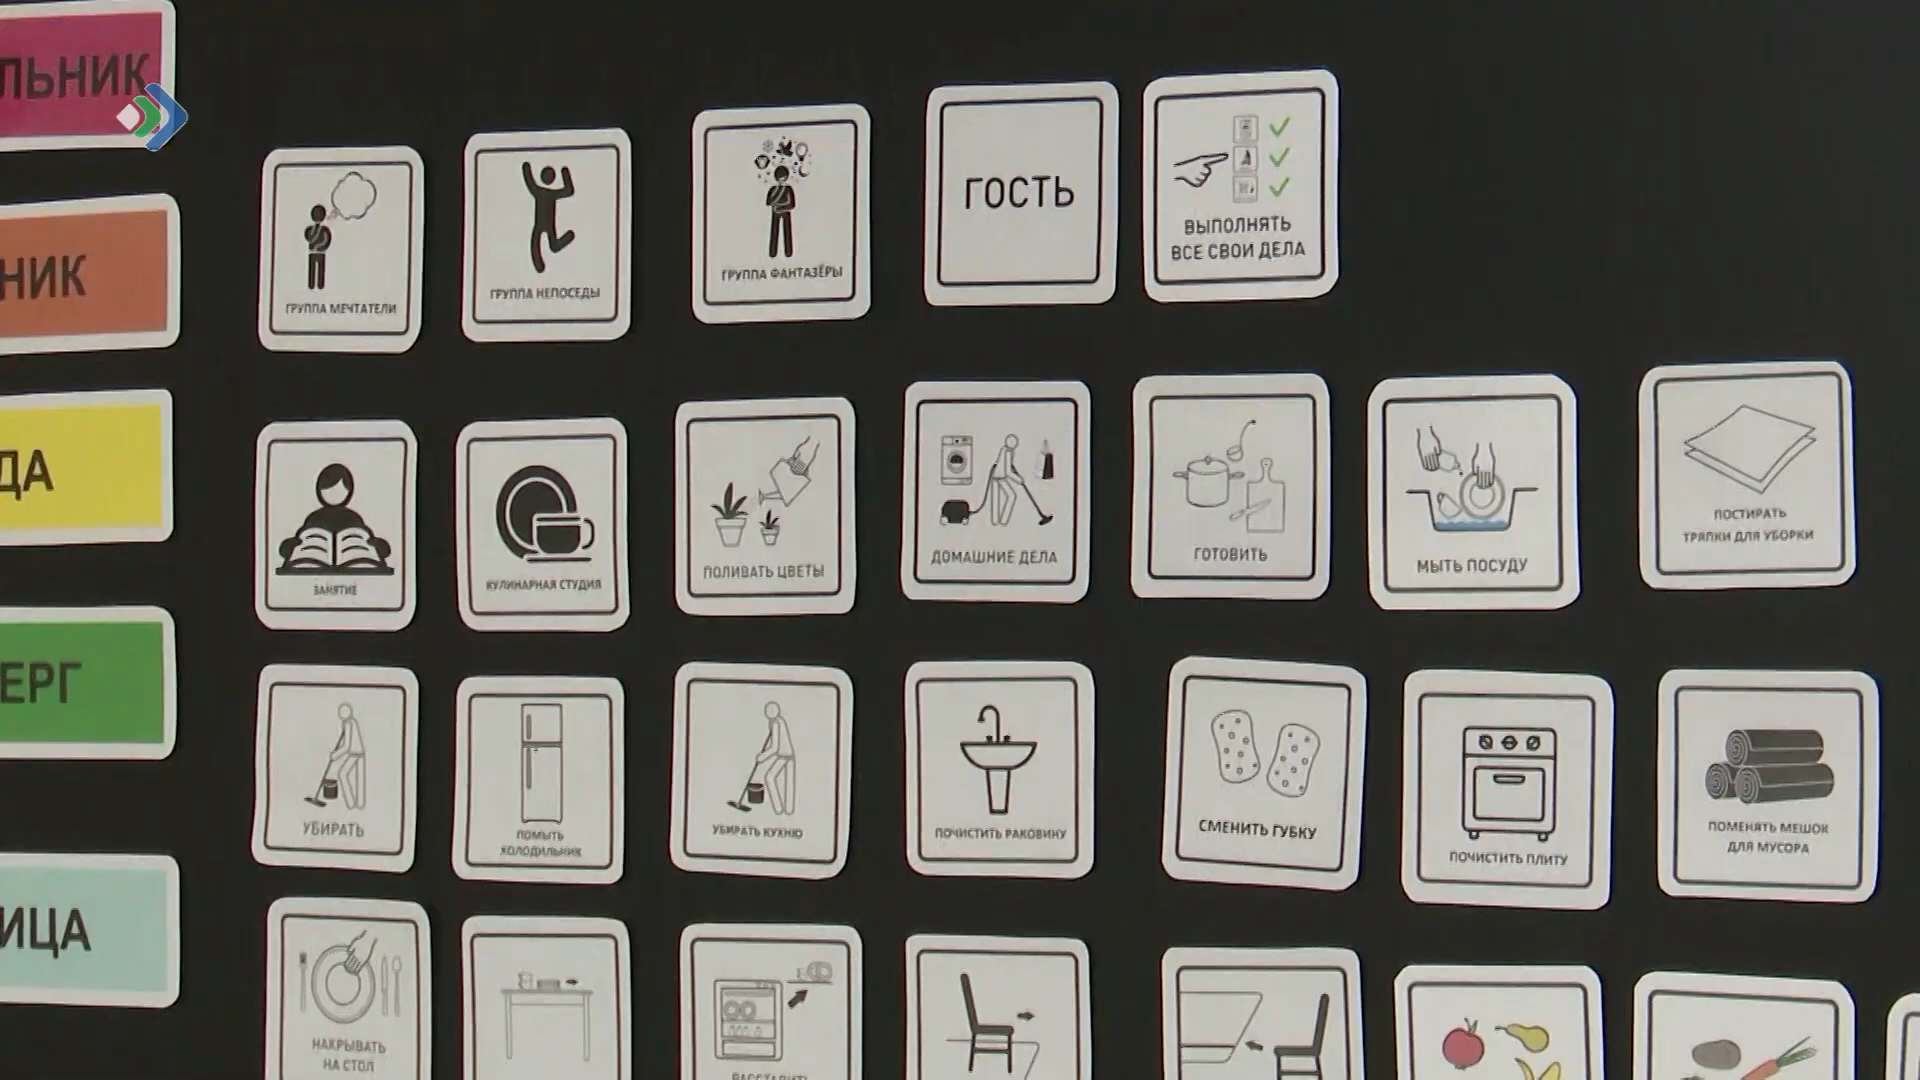 ЛЬНИК
НИК
ДА
ЕРГ
ИЦА
ГРУППА МЕЧТАТЕЛИ
ГРУППА НЕПОСЕДЫ
ГРУППА ФАНТАЗЁРЫ
ГОСТЬ
ВЫПОЛНЯТЬ
ВСЕ СВОИ ДЕЛА
ЗАНЯТИЕ
КУЛИНАРНАЯ СТУДИЯ
ПОЛИВАТЬ ЦВЕТЫ
ДОМАШНИЕ ДЕЛА
ГОТОВИТЬ
МЫТЬ ПОСУДУ
ПОСТИРАТЬ
ТРЯПКИ ДЛЯ УБОРКИ
УБИРАТЬ
ПОМЫТЬ
ХОЛОДИЛЬНИК
УБИРАТЬ КУХНЮ
ПОЧИСТИТЬ РАКОВИНУ
СМЕНИТЬ ГУБКУ
ПОЧИСТИТЬ ПЛИТУ
ПОМЕНЯТЬ МЕШОК
ДЛЯ МУСОРА
НАКРЫВАТЬ
НА СТОЛ